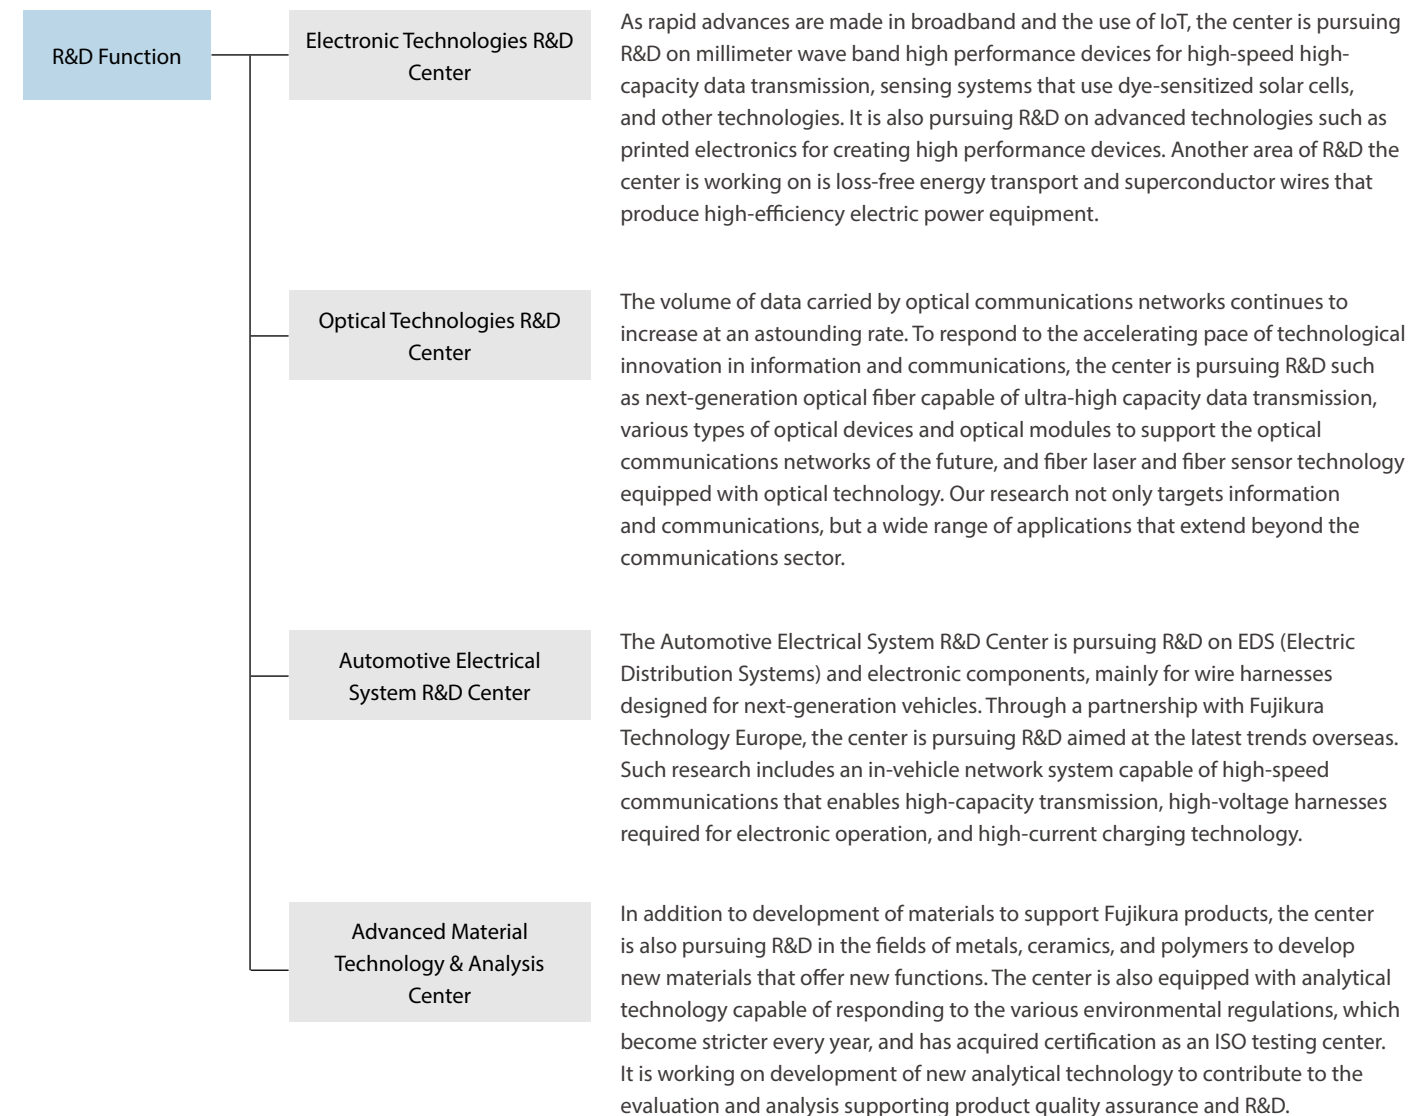 R&D Function
Electronic Technologies R&D
Center
As rapid advances are made in broadband and the use of IoT, the center is pursuing
R&D on millimeter wave band high performance devices for high-speed high-
capacity data transmission, sensing systems that use dye-sensitized solar cells,
and other technologies. It is also pursuing R&D on advanced technologies such as
printed electronics for creating high performance devices. Another area of R&D the
center is working on is loss-free energy transport and superconductor wires that
produce high-efficiency electric power equipment.
Optical Technologies R&D
Center
The volume of data carried by optical communications networks continues to
increase at an astounding rate. To respond to the accelerating pace of technological
innovation in information and communications, the center is pursuing R&D such
as next-generation optical fiber capable of ultra-high capacity data transmission,
various types of optical devices and optical modules to support the optical
communications networks of the future, and fiber laser and fiber sensor technology
equipped with optical technology. Our research not only targets information
and communications, but a wide range of applications that extend beyond the
communications sector.
Automotive Electrical
System R&D Center
The Automotive Electrical System R&D Center is pursuing R&D on EDS (Electric
Distribution Systems) and electronic components, mainly for wire harnesses
designed for next-generation vehicles. Through a partnership with Fujikura
Technology Europe, the center is pursuing R&D aimed at the latest trends overseas.
Such research includes an in-vehicle network system capable of high-speed
communications that enables high-capacity transmission, high-voltage harnesses
required for electronic operation, and high-current charging technology.
Advanced Material
Technology & Analysis
Center
In addition to development of materials to support Fujikura products, the center
is also pursuing R&D in the fields of metals, ceramics, and polymers to develop
new materials that offer new functions. The center is also equipped with analytical
technology capable of responding to the various environmental regulations, which
become stricter every year, and has acquired certification as an ISO testing center.
It is working on development of new analytical technology to contribute to the
evaluation and analysis supporting product quality assurance and R&D.